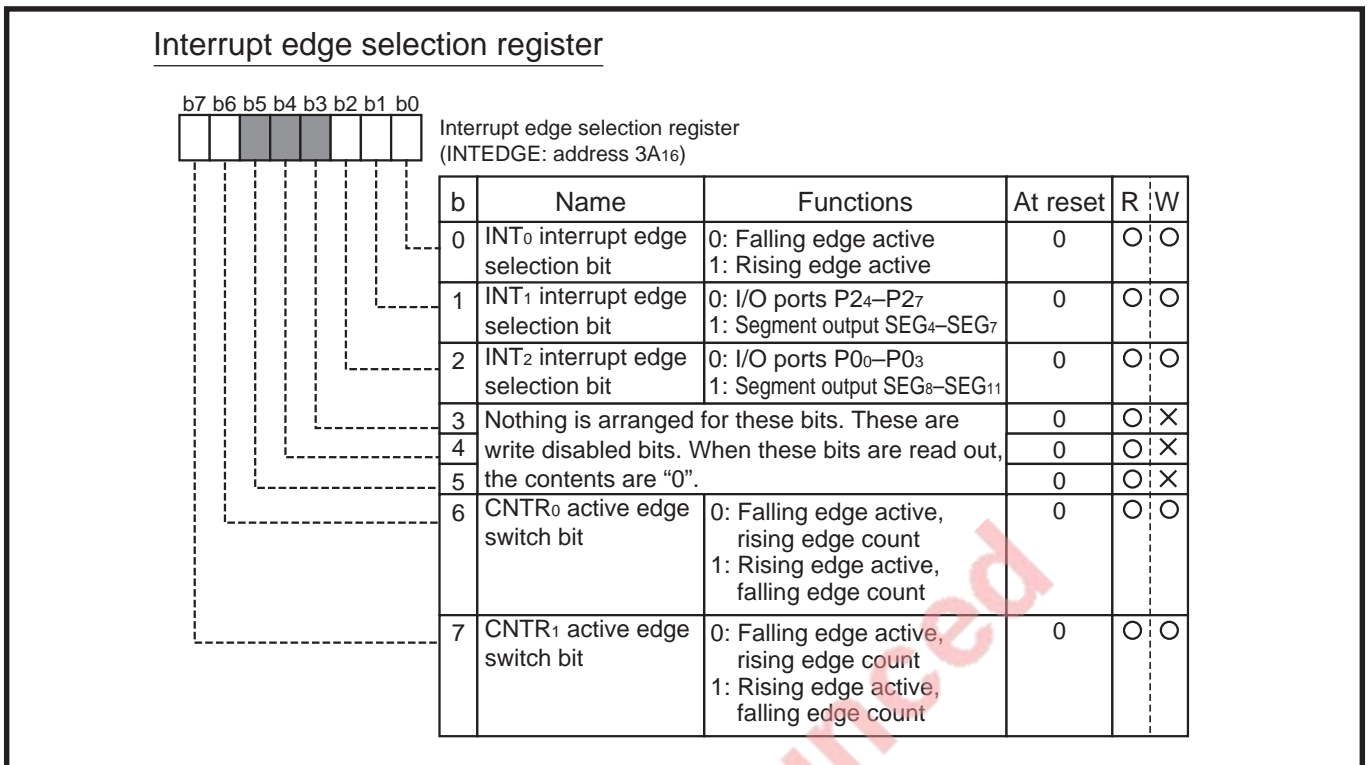 Interrupt edge selection register
b7 b6 b5 b4 b3 b2 b1 b0
Interrupt edge selection register
(INTEDGE: address 3A16)
b Name Functions At reset R W
0 INT0 interrupt edge selection bit 0: Falling edge active 0 O O
1: Rising edge active
1 INT1 interrupt edge selection bit 0: I/O ports P24–P27 0 O O
1: Segment output SEG4–SEG7
2 INT2 interrupt edge selection bit 0: I/O ports P00–P03 0 O O
1: Segment output SEG8–SEG11
3 Nothing is arranged for these bits. These are 0 O ×
4 write disabled bits. When these bits are read out, 0 O ×
5 the contents are “0”. 0 O ×
6 CNTR0 active edge switch bit 0: Falling edge active, 0 O O
rising edge count
1: Rising edge active,
falling edge count
7 CNTR1 active edge switch bit 0: Falling edge active, 0 O O
rising edge count
1: Rising edge active,
falling edge count